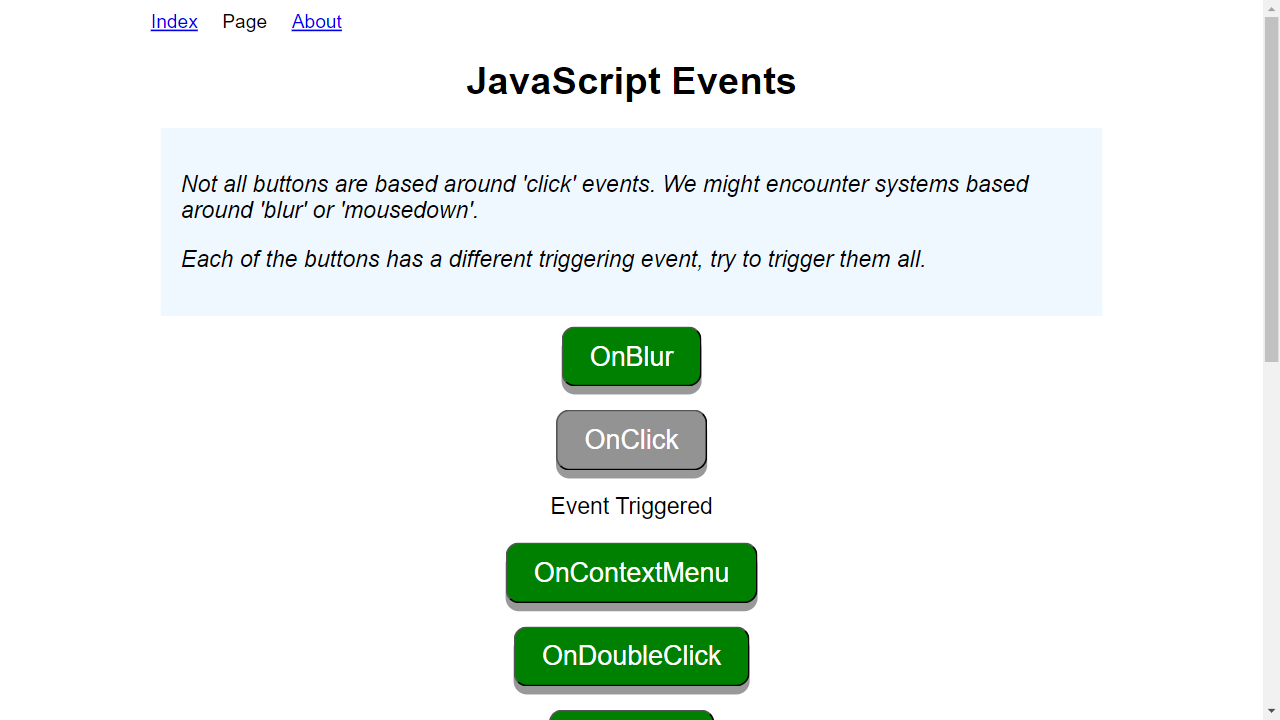 Index Page About
JavaScript Events
Not all buttons are based around 'click' events. We might encounter systems based
around 'blur' or 'mousedown'.
Each of the buttons has a different triggering event, try to trigger them all.
OnBlur
OnClick
Event Triggered
OnContextMenu
OnDoubleClick